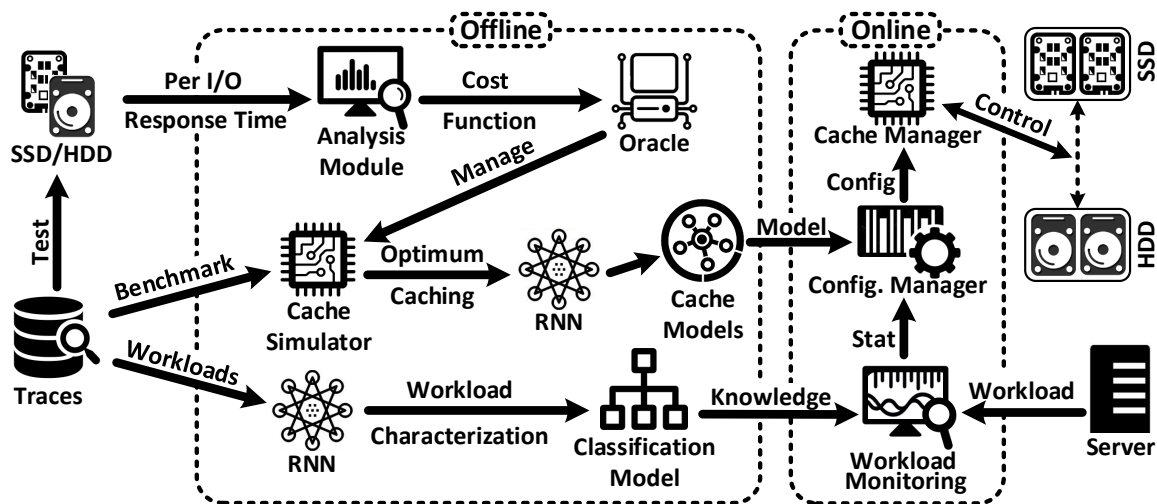 Offline
Online
Per I/O
Response Time
Cost
Function
Control
SSD
SSD/HDD
Analysis
Module
Oracle
Cache Manager
Manage
Config
Test
Benchmark
Optimum
Caching
Model
HDD
Cache
Simulator
RNN
Cache
Models
Config. Manager
Stat
Traces
Workloads
RNN
Workload
Characterization
Classification
Model
Knowledge
Workload
Monitoring
Workload
Server